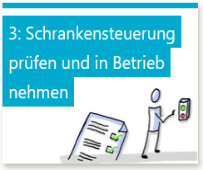 3: Schrankensteuerung
prüfen und in Betrieb
nehmen